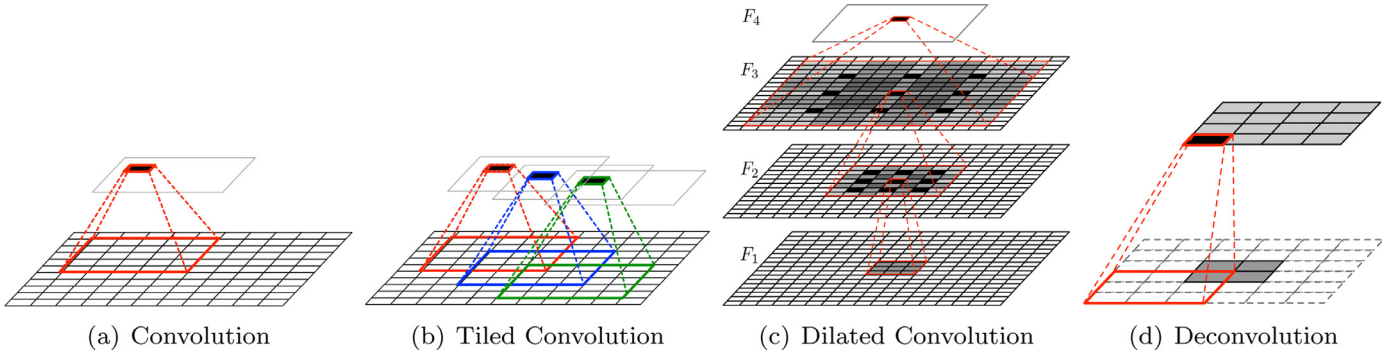 F4
F3
F2
F1
(a) Convolution
(b) Tiled Convolution
(c) Dilated Convolution
(d) Deconvolution